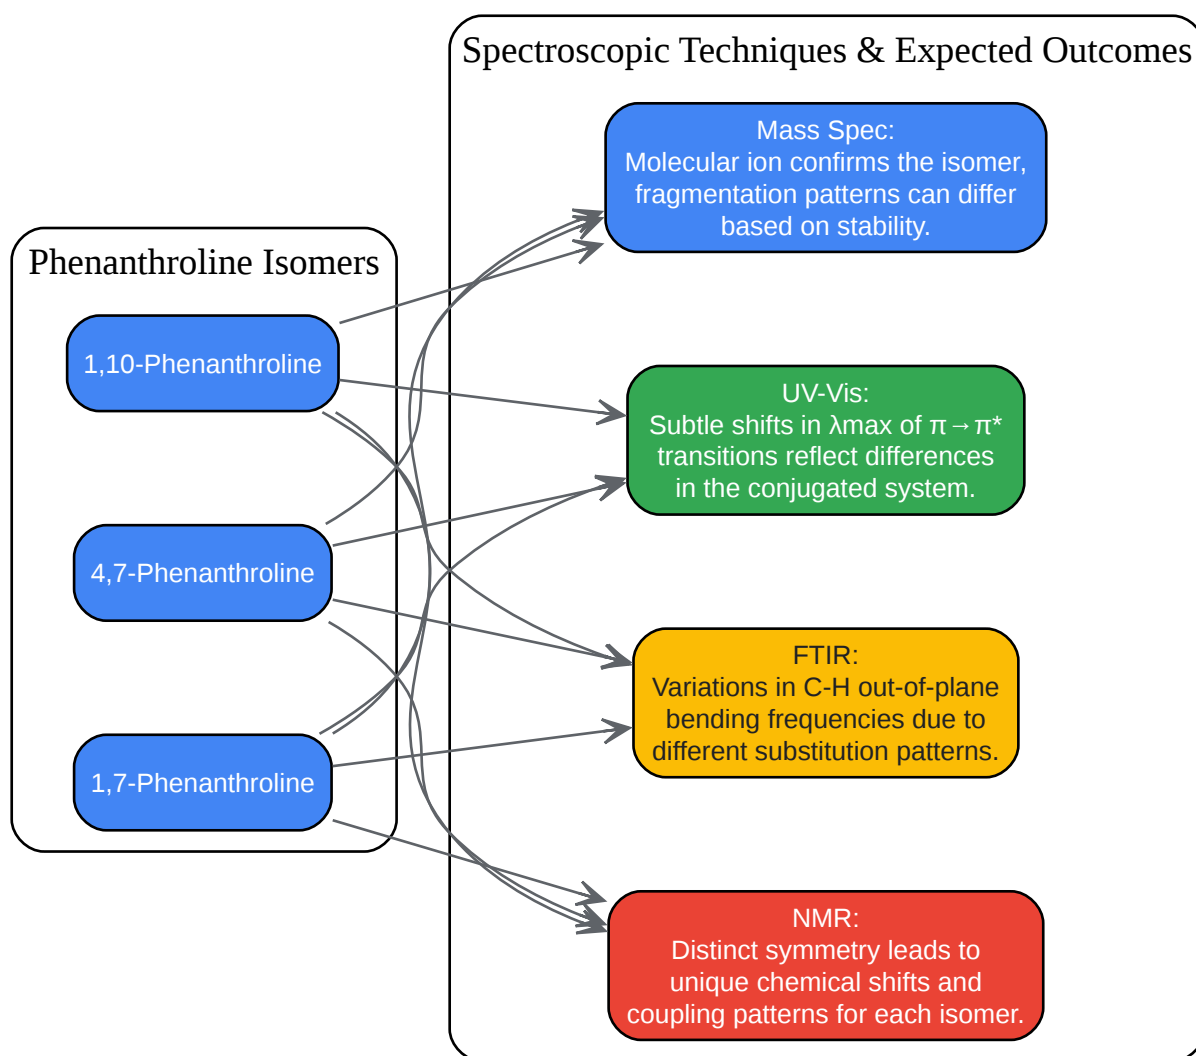 Spectroscopic Techniques & Expected Outcomes
Mass Spec:
Molecular ion confirms the isomer,
fragmentation patterns can differ
based on stability.
Phenanthroline Isomers
1,10-Phenanthroline
UV-Vis:
Subtle shifts in λmax of π→π*
transitions reflect differences
in the conjugated system.
4,7-Phenanthroline
FTIR:
Variations in C-H out-of-plane
bending frequencies due to
different substitution patterns.
1,7-Phenanthroline
NMR:
Distinct symmetry leads to
unique chemical shifts and
coupling patterns for each isomer.